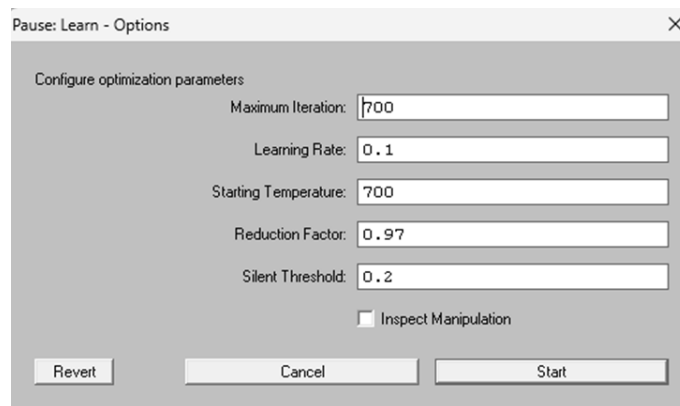 Pause: Learn - Options
Configure optimization parameters
Maximum Iteration: 700
Learning Rate: 0.1
Starting Temperature: 700
Reduction Factor: 0.97
Silent Threshold: 0.2
Inspect Manipulation
Revert Cancel Start